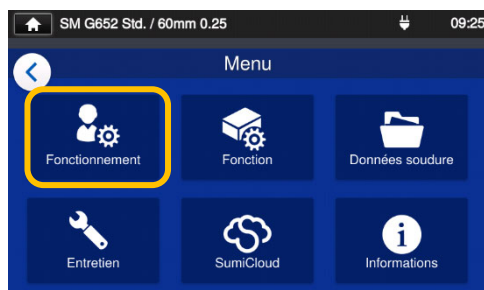 SM G652 Std. / 60mm 0.25 09:25
Menu
Fonctionnement Fonction Données soudure
Entretien SumiCloud Informations